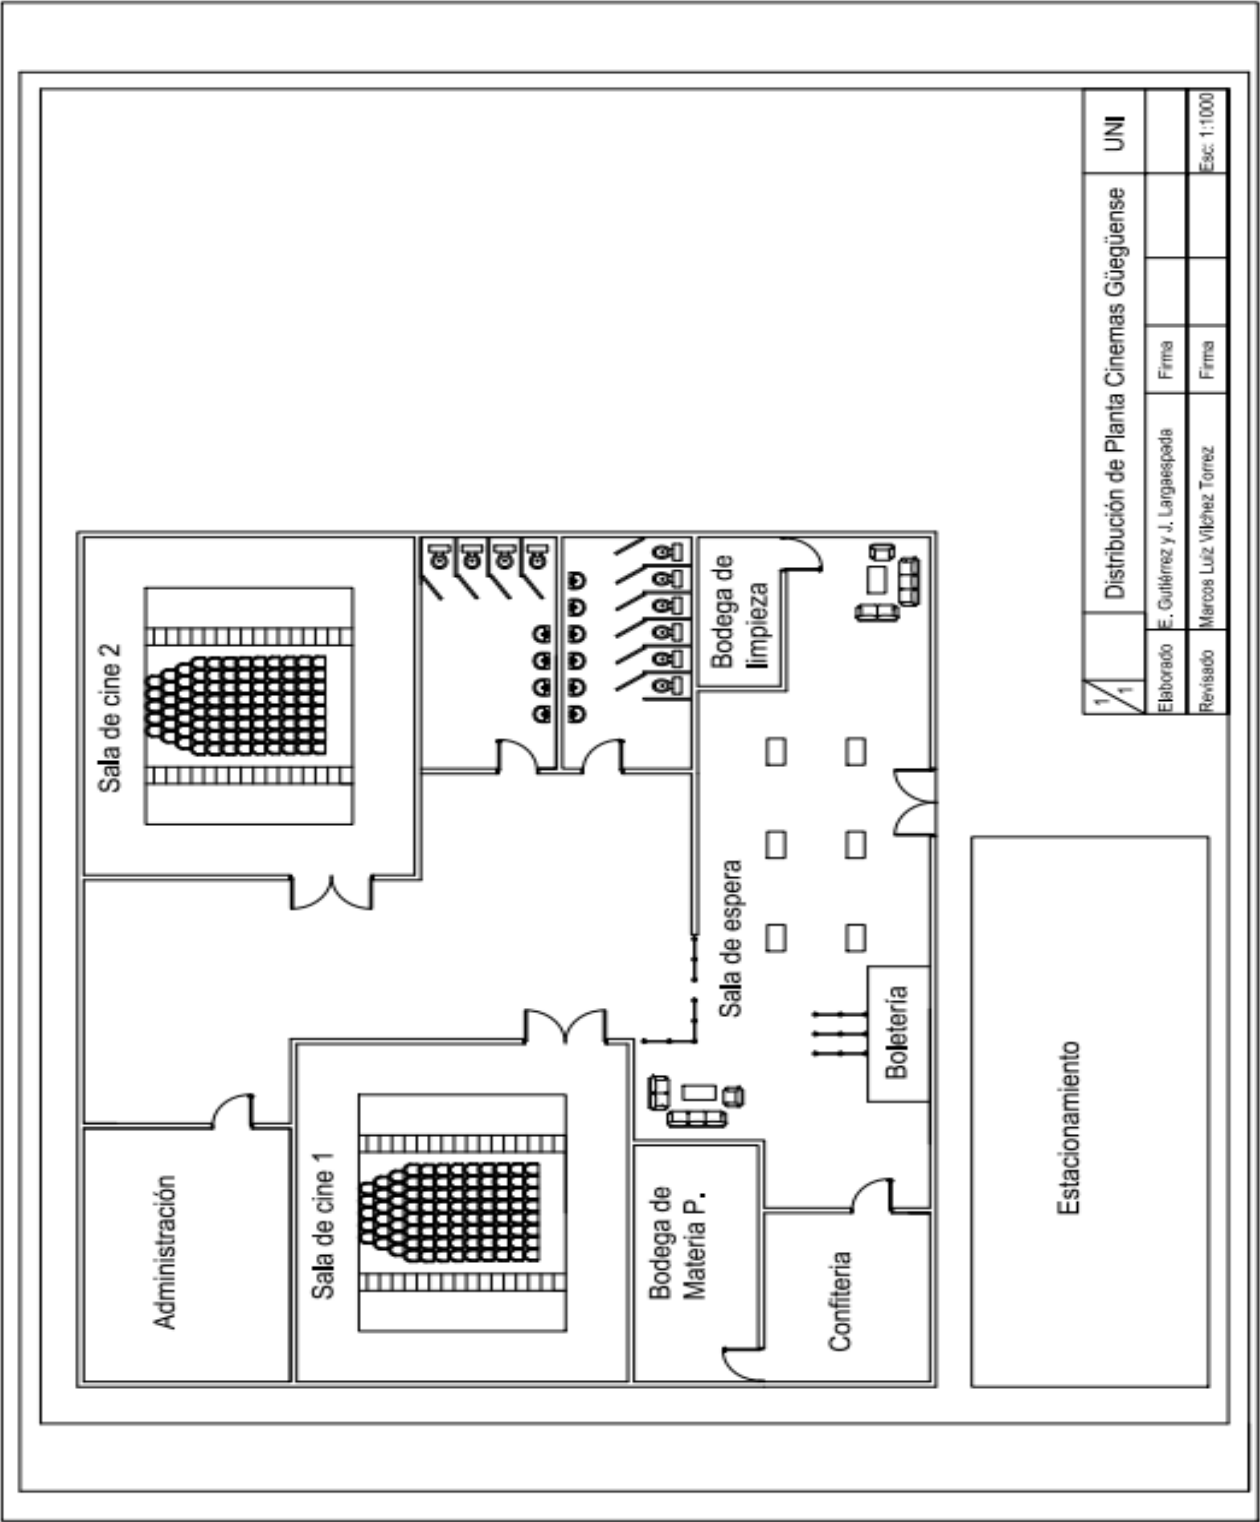 Administración
Sala de cine 2
Sala de cine 1
Bodega de
Materia P.
Confiteria
Sala de espera
Boletería
Bodega de
limpieza
Estacionamiento
1/1
Distribución de Planta Cinemas Güegüense
UNI
Elaborado
E. Gutiérrez y J. Largaespada
Firma
Revisado
Marcos Luiz Vilchez Torrez
Firma
Esc: 1:1000